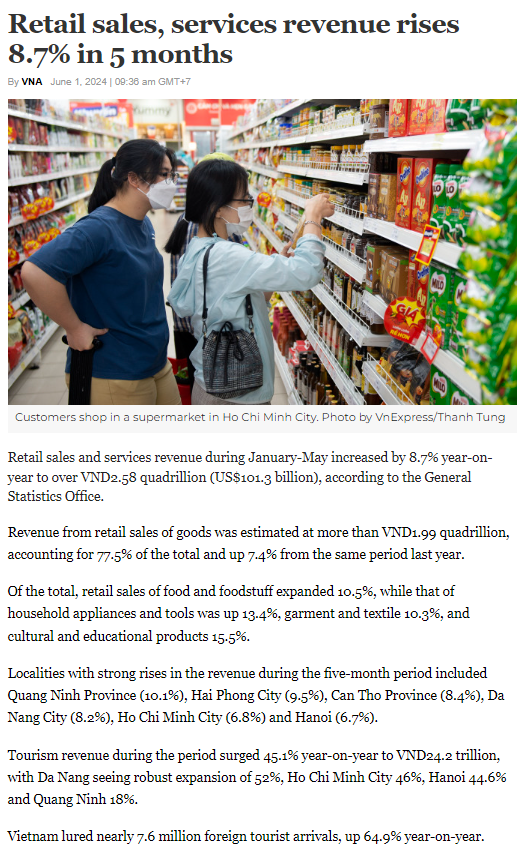 Retail sales, services revenue rises
8.7% in 5 months
By VNA June 1, 2024 | 09:36 am GMT+7
Yummy
GIÁ
MILO
MILO
MILO
Customers shop in a supermarket in Ho Chi Minh City. Photo by VnExpress/Thanh Tung
Retail sales and services revenue during January-May increased by 8.7% year-on-
year to over VND2.58 quadrillion (US$101.3 billion), according to the General
Statistics Office.
Revenue from retail sales of goods was estimated at more than VND1.99 quadrillion,
accounting for 77.5% of the total and up 7.4% from the same period last year.
Of the total, retail sales of food and foodstuff expanded 10.5%, while that of
household appliances and tools was up 13.4%, garment and textile 10.3%, and
cultural and educational products 15.5%.
Localities with strong rises in the revenue during the five-month period included
Quang Ninh Province (10.1%), Hai Phong City (9.5%), Can Tho Province (8.4%), Da
Nang City (8.2%), Ho Chi Minh City (6.8%) and Hanoi (6.7%).
Tourism revenue during the period surged 45.1% year-on-year to VND24.2 trillion,
with Da Nang seeing robust expansion of 52%, Ho Chi Minh City 46%, Hanoi 44.6%
and Quang Ninh 18%.
Vietnam lured nearly 7.6 million foreign tourist arrivals, up 64.9% year-on-year.